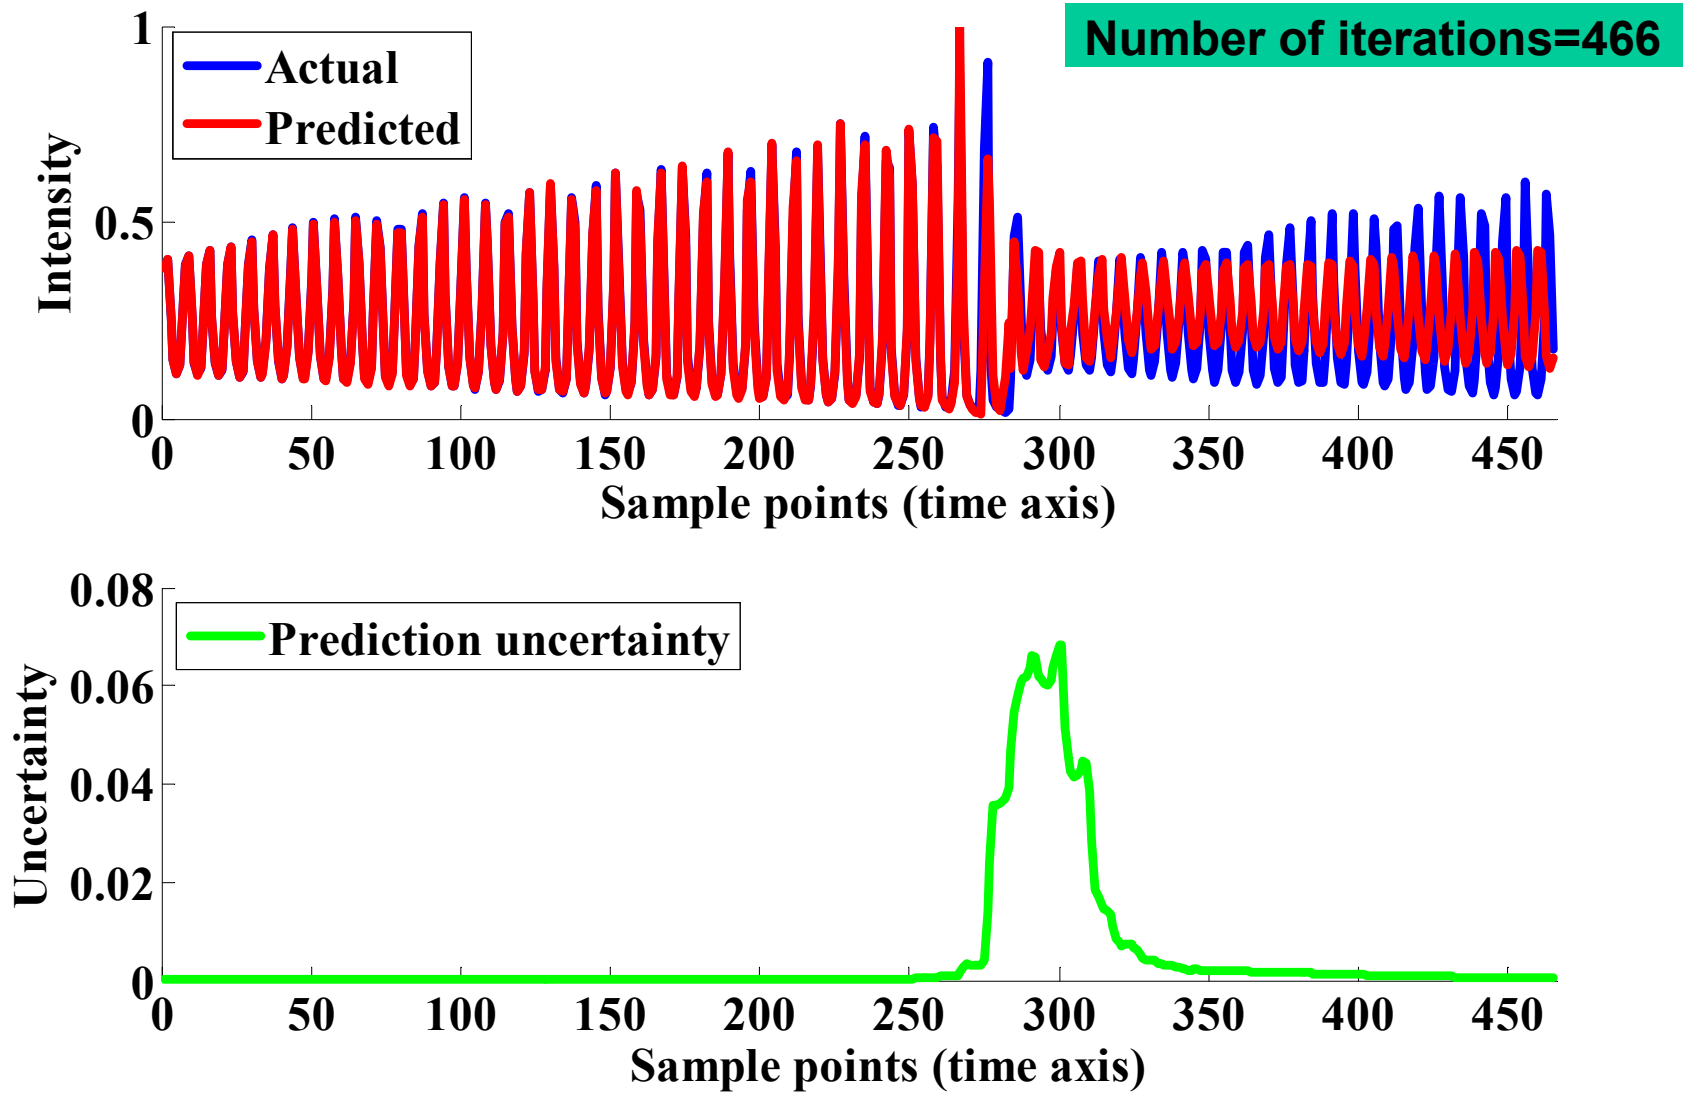 1
Number of iterations=466
Actual
Predicted
Intensity
0.5
0
0 50 100 150 200 250 300 350 400 450
Sample points (time axis)
0.08
Prediction uncertainty
0.06
Uncertainty
0.04
0.02
0
0 50 100 150 200 250 300 350 400 450
Sample points (time axis)